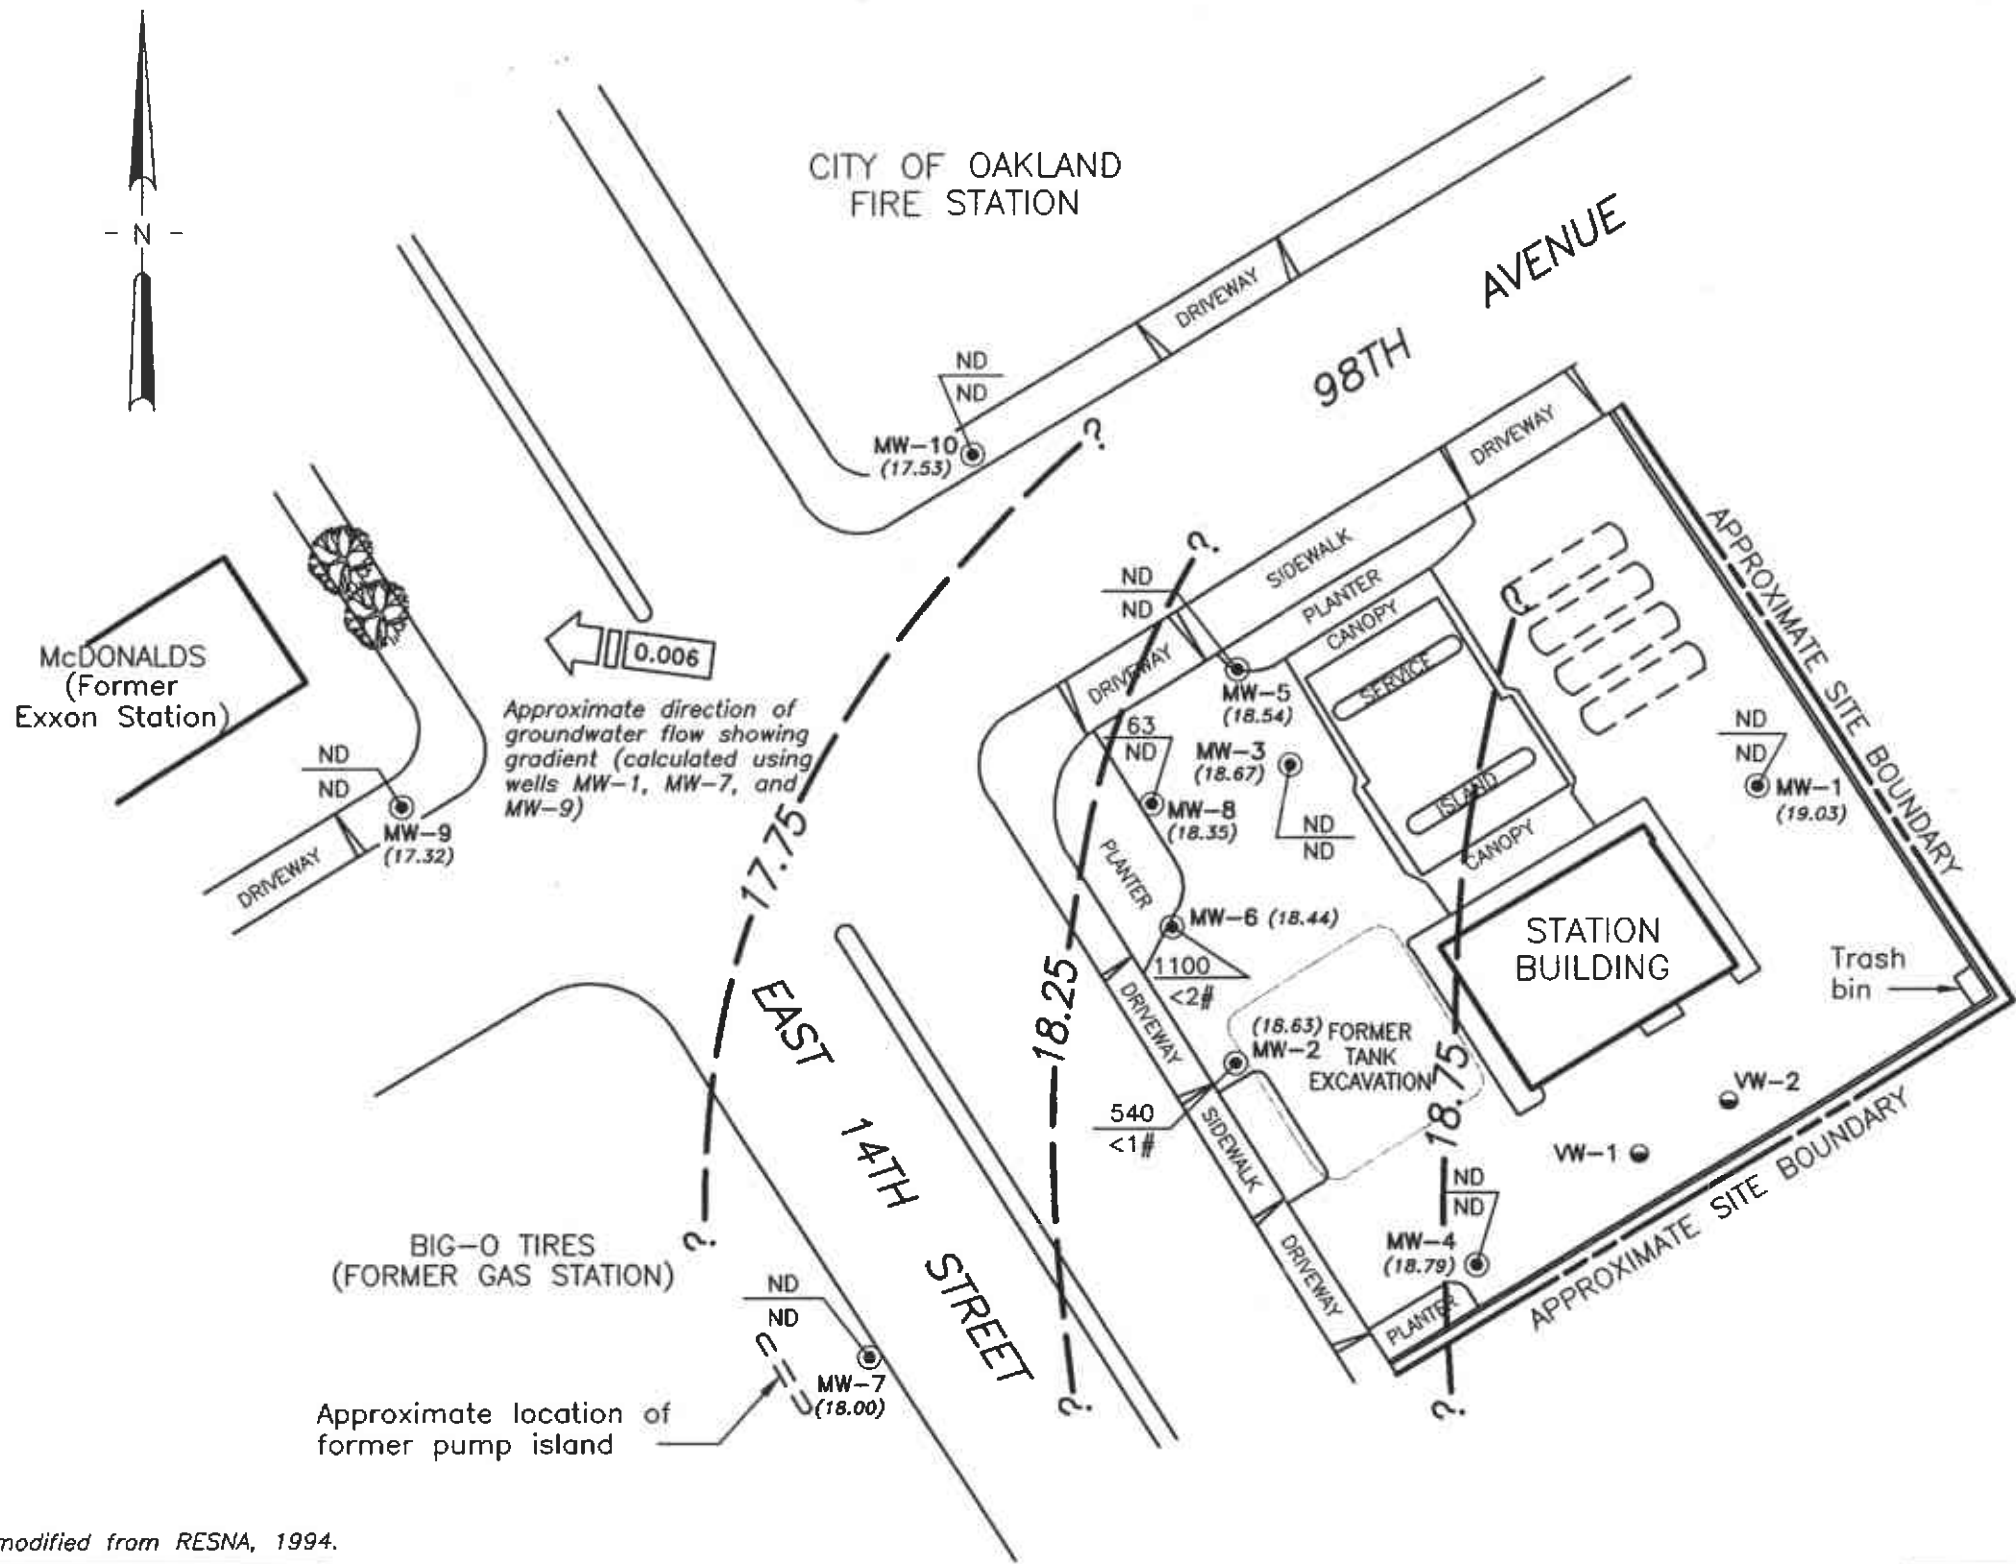 CITY OF OAKLAND
FIRE STATION
- N -
98TH AVENUE
DRIVEWAY
ND
ND
MW-10
(17.53)
?
?
DRIVEWAY
SIDEWALK
PLANTER
CANOPY
SERVICE
ISLAND
CANOPY
?
APPROXIMATE SITE BOUNDARY
McDONALDS
(Former
Exxon Station)
0.006
Approximate direction of
groundwater flow showing
gradient (calculated using
wells MW-1, MW-7, and
MW-9)
ND
ND
MW-9
(17.32)
DRIVEWAY
17.75
ND
ND
DRIVEWAY
MW-5
(18.54)
63
ND
MW-3
(18.67)
MW-8
(18.35)
ND
ND
ND
ND
MW-1
(19.03)
PLANTER
MW-6 (18.44)
1100
<2#
STATION
BUILDING
Trash
bin
18.25
DRIVEWAY
(18.63)
MW-2
FORMER
TANK
EXCAVATION
18.75
540
<1#
SIDEWALK
VW-2
VW-1
EAST 14TH STREET
BIG-O TIRES
(FORMER GAS STATION)
?
ND
ND
MW-7
(18.00)
Approximate location of
former pump island
ND
ND
MW-4
(18.79)
DRIVEWAY
PLANTER
?
?
APPROXIMATE SITE BOUNDARY
modified from RESNA, 1994.